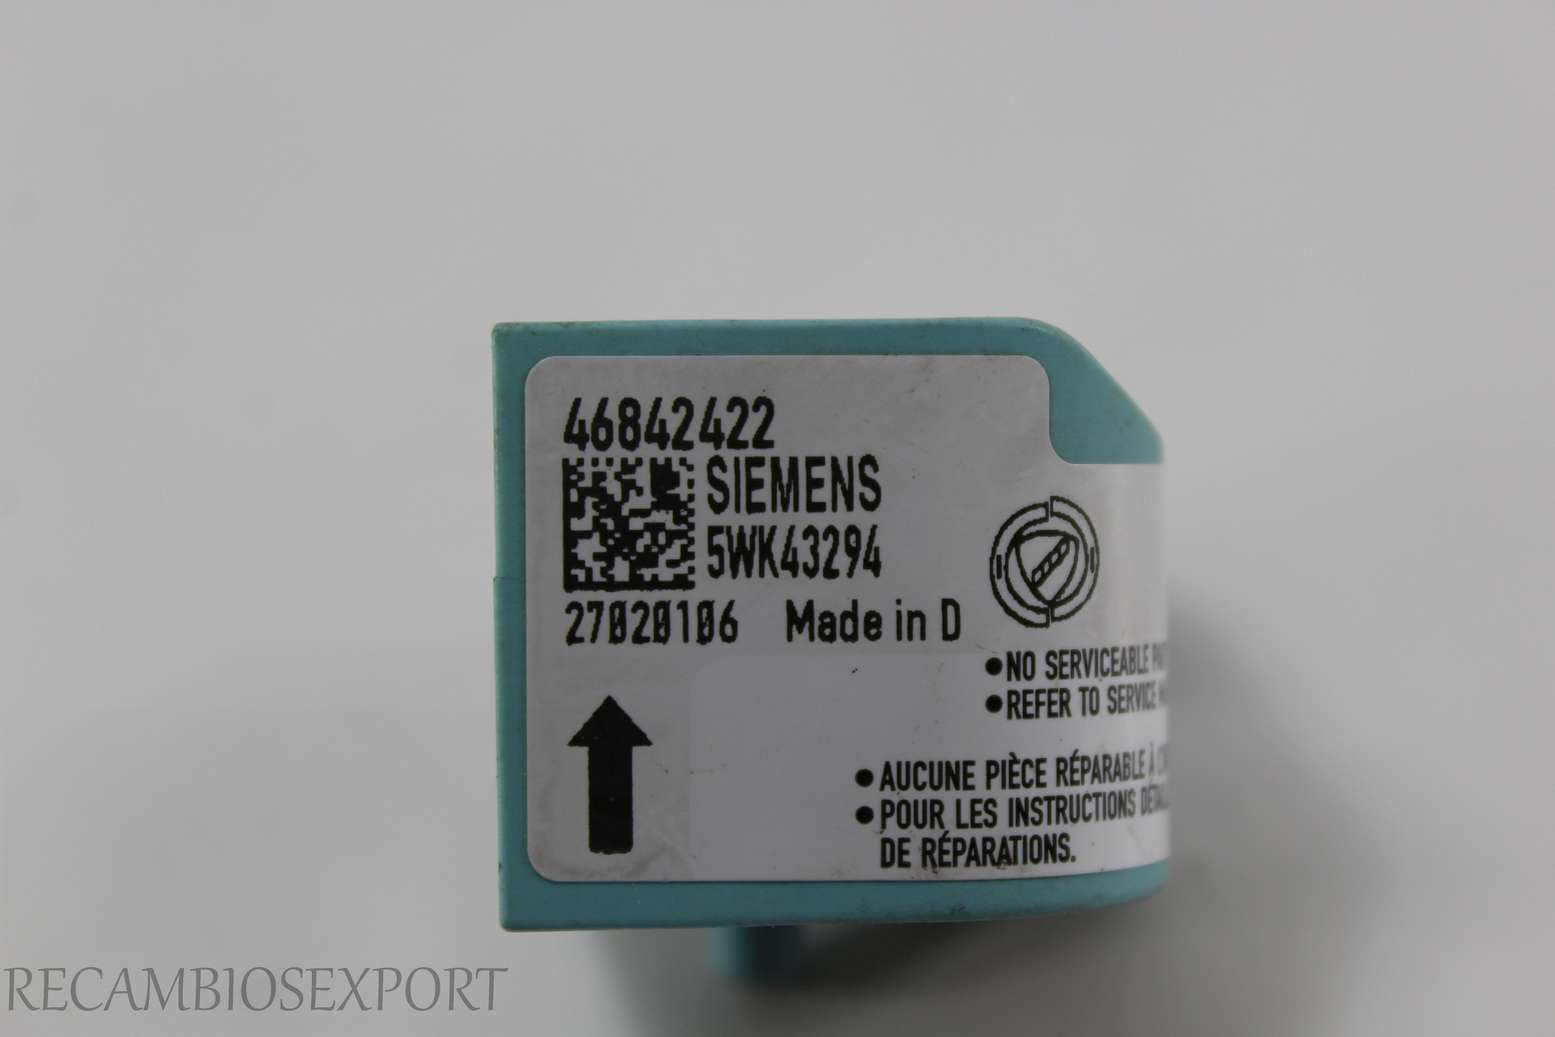 46842422
SIEMENS
5WK43294
27020106 Made in D
•NO SERVICEABLE
•REFER TO SERVICE
•AUCUNE PIÈCE RÉPARABLE À
•POUR LES INSTRUCTIONS
DE RÉPARATIONS.
RECAMBIOSEXPORT